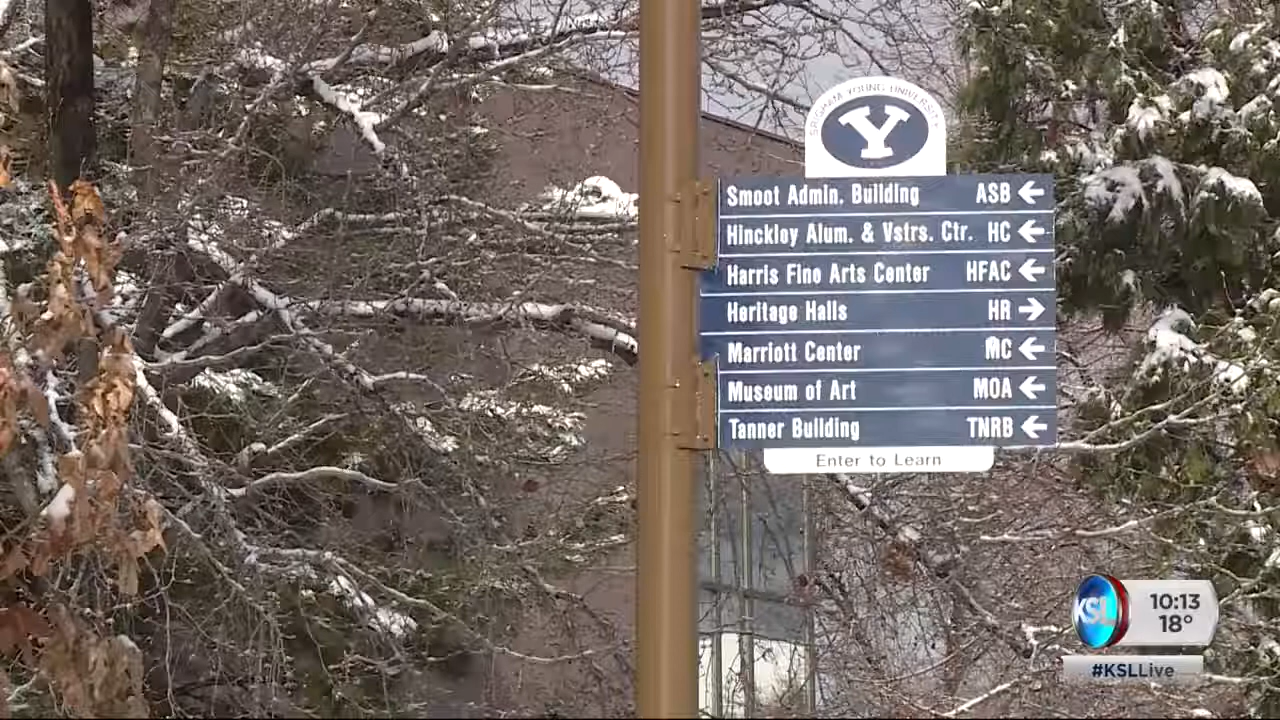 BRIGHAM YOUNG UNIVERSITY
Y
Smoot Admin. Building ASB ←
Hinckley Alum. & Vstrs. Ctr. HC ←
Harris Fine Arts Center HFAC ←
Heritage Halls HR →
Marriott Center MC ←
Museum of Art MOA ←
Tanner Building TNRB ←
Enter to Learn
KSL
10:13
18°
#KSLLive